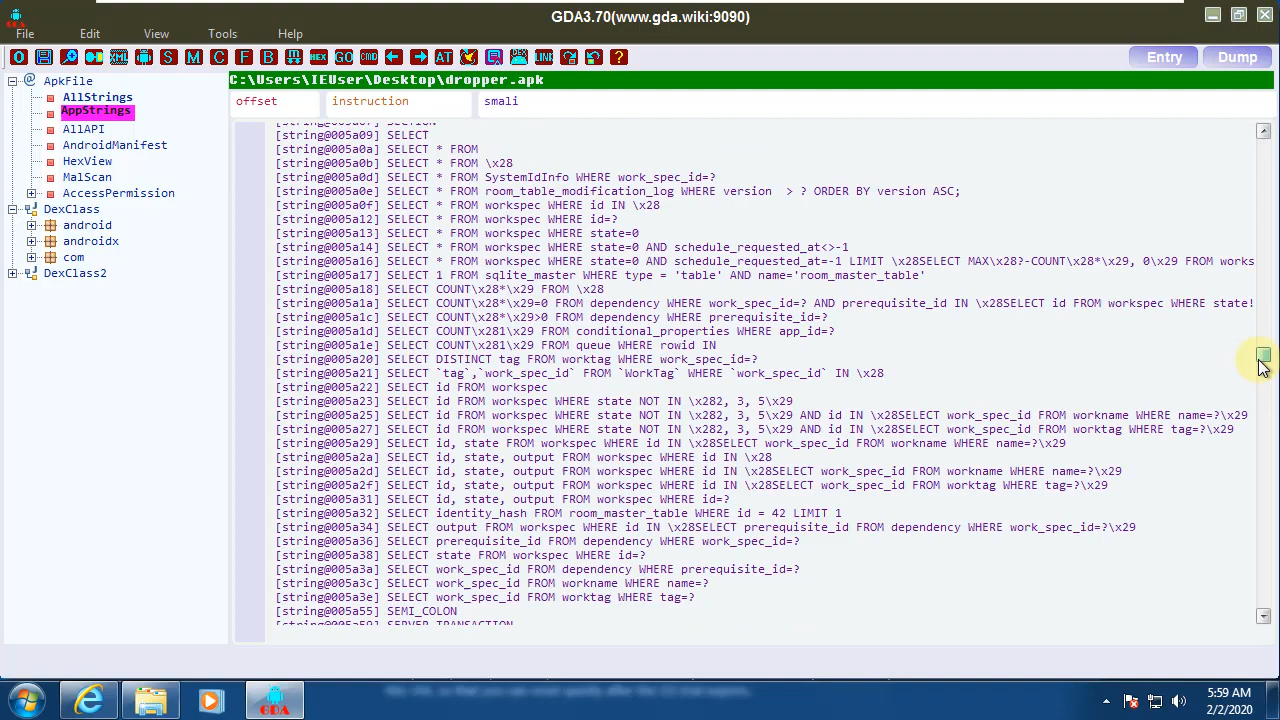 GDA3.70(www.gda.wiki:9090)
GDA
File Edit View Tools Help
O XML S M C F B HEX GO CMD AT DEX LINK ?
Entry Dump
@ ApkFile
AllStrings
AppStrings
AllAPI
AndroidManifest
HexView
MalScan
AccessPermission
DexClass
android
androidx
com
DexClass2
C:\Users\IEUser\Desktop\dropper.apk
offset instruction smali
[string@005a09] SELECT
[string@005a0a] SELECT * FROM
[string@005a0b] SELECT * FROM \x28
[string@005a0d] SELECT * FROM SystemIdInfo WHERE work_spec_id=?
[string@005a0e] SELECT * FROM room_table_modification_log WHERE version > ? ORDER BY version ASC;
[string@005a0f] SELECT * FROM workspec WHERE id IN \x28
[string@005a12] SELECT * FROM workspec WHERE id=?
[string@005a13] SELECT * FROM workspec WHERE state=0
[string@005a14] SELECT * FROM workspec WHERE state=0 AND schedule_requested_at<>-1
[string@005a16] SELECT * FROM workspec WHERE state=0 AND schedule_requested_at=-1 LIMIT \x28SELECT MAX\x28?-COUNT\x28*\x29, 0\x29 FROM works
[string@005a17] SELECT 1 FROM sqlite_master WHERE type = 'table' AND name='room_master_table'
[string@005a18] SELECT COUNT\x28*\x29 FROM \x28
[string@005a1a] SELECT COUNT\x28*\x29=0 FROM dependency WHERE work_spec_id=? AND prerequisite_id IN \x28SELECT id FROM workspec WHERE state!
[string@005a1c] SELECT COUNT\x28*\x29>0 FROM dependency WHERE prerequisite_id=?
[string@005a1d] SELECT COUNT\x281\x29 FROM conditional_properties WHERE app_id=?
[string@005a1e] SELECT COUNT\x281\x29 FROM queue WHERE rowid IN
[string@005a20] SELECT DISTINCT tag FROM worktag WHERE work_spec_id=?
[string@005a21] SELECT `tag`,`work_spec_id` FROM `WorkTag` WHERE `work_spec_id` IN \x28
[string@005a22] SELECT id FROM workspec
[string@005a23] SELECT id FROM workspec WHERE state NOT IN \x282, 3, 5\x29
[string@005a25] SELECT id FROM workspec WHERE state NOT IN \x282, 3, 5\x29 AND id IN \x28SELECT work_spec_id FROM workname WHERE name=?\x29
[string@005a27] SELECT id FROM workspec WHERE state NOT IN \x282, 3, 5\x29 AND id IN \x28SELECT work_spec_id FROM worktag WHERE tag=?\x29
[string@005a29] SELECT id, state FROM workspec WHERE id IN \x28SELECT work_spec_id FROM workname WHERE name=?\x29
[string@005a2a] SELECT id, state, output FROM workspec WHERE id IN \x28
[string@005a2d] SELECT id, state, output FROM workspec WHERE id IN \x28SELECT work_spec_id FROM workname WHERE name=?\x29
[string@005a2f] SELECT id, state, output FROM workspec WHERE id IN \x28SELECT work_spec_id FROM worktag WHERE tag=?\x29
[string@005a31] SELECT id, state, output FROM workspec WHERE id=?
[string@005a32] SELECT identity_hash FROM room_master_table WHERE id = 42 LIMIT 1
[string@005a34] SELECT output FROM workspec WHERE id IN \x28SELECT prerequisite_id FROM dependency WHERE work_spec_id=?\x29
[string@005a36] SELECT prerequisite_id FROM dependency WHERE work_spec_id=?
[string@005a38] SELECT state FROM workspec WHERE id=?
[string@005a3a] SELECT work_spec_id FROM dependency WHERE prerequisite_id=?
[string@005a3c] SELECT work_spec_id FROM workname WHERE name=?
[string@005a3e] SELECT work_spec_id FROM worktag WHERE tag=?
[string@005a55] SEMI_COLON
[string@005a59] SERVER_TRANSACTION
GDA
5:59 AM
2/2/2020